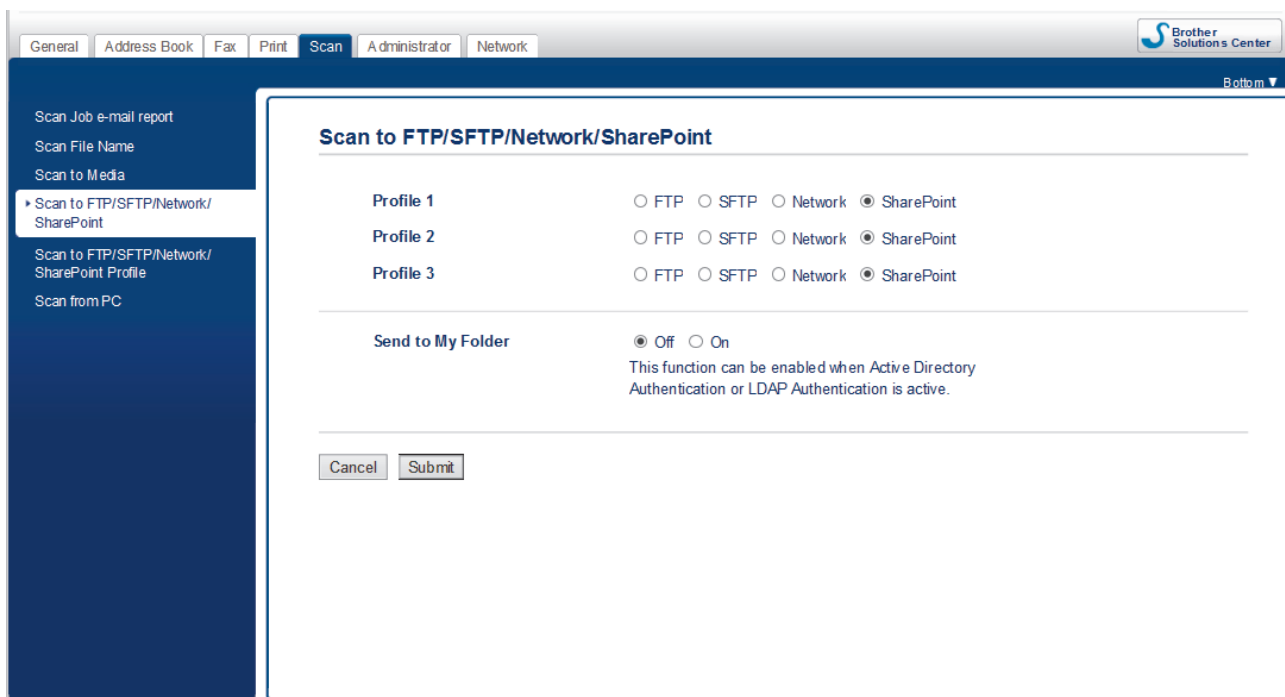 General Address Book Fax Print Scan Administrator Network
Brother
Solutions Center
Bottom ▼
Scan Job e-mail report
Scan File Name
Scan to Media
Scan to FTP/SFTP/Network/
SharePoint
Scan to FTP/SFTP/Network/
SharePoint Profile
Scan from PC
Scan to FTP/SFTP/Network/SharePoint
Profile 1 FTP SFTP Network SharePoint
Profile 2 FTP SFTP Network SharePoint
Profile 3 FTP SFTP Network SharePoint
Send to My Folder Off On
This function can be enabled when Active Directory
Authentication or LDAP Authentication is active.
Cancel Submit